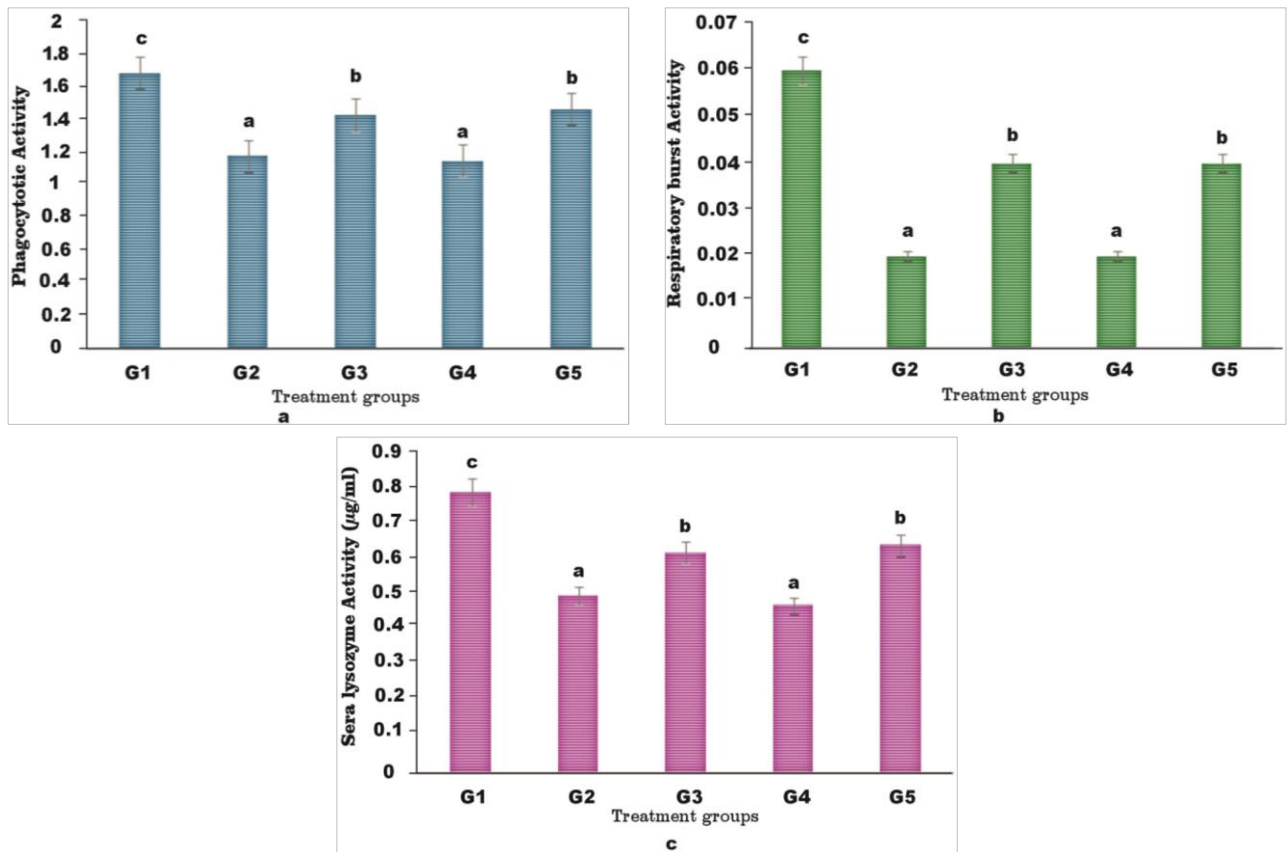 Phagocytotic Activity
2
1.8
1.6
1.4
1.2
1
0.8
0.6
0.4
0.2
0
c
a
b
a
b
G1 G2 G3 G4 G5
Treatment groups
a
Respiratory burst Activity
0.07
0.06
0.05
0.04
0.03
0.02
0.01
0
c
a
b
a
b
G1 G2 G3 G4 G5
Treatment groups
b
Sera lysozyme Activity (µg/ml)
0.9
0.8
0.7
0.6
0.5
0.4
0.3
0.2
0.1
0
c
a
b
a
b
G1 G2 G3 G4 G5
Treatment groups
c